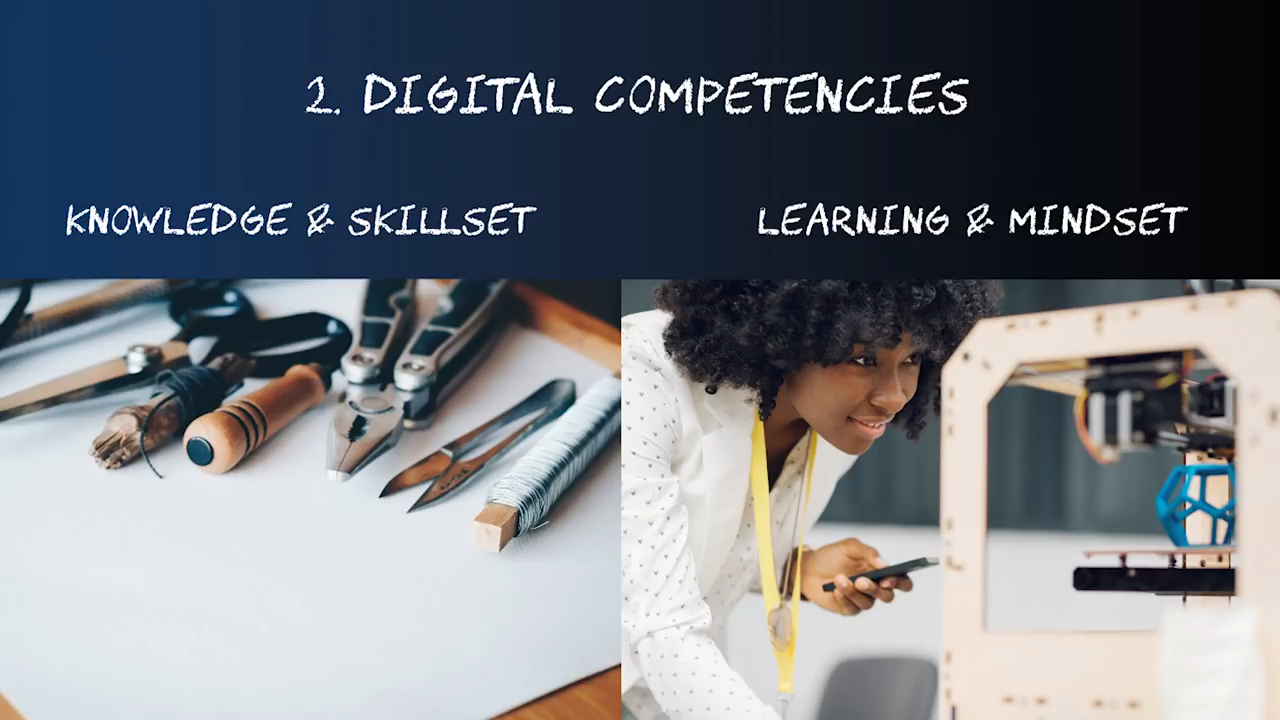 2. DIGITAL COMPETENCIES
KNOWLEDGE & SKILLSET
LEARNING & MINDSET